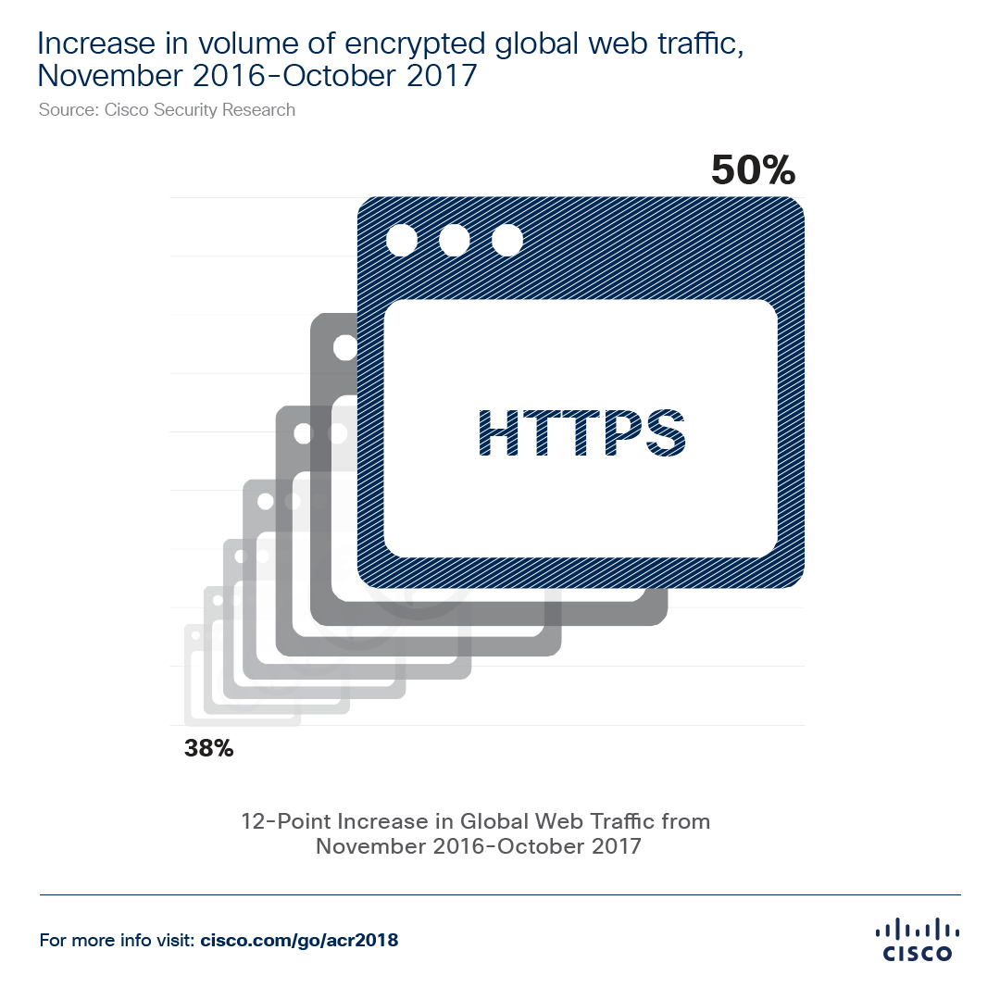 Increase in volume of encrypted global web traffic,
November 2016-October 2017
Source: Cisco Security Research
50%
HTTPS
38%
12-Point Increase in Global Web Traffic from
November 2016-October 2017
For more info visit: cisco.com/go/acr2018
CISCO